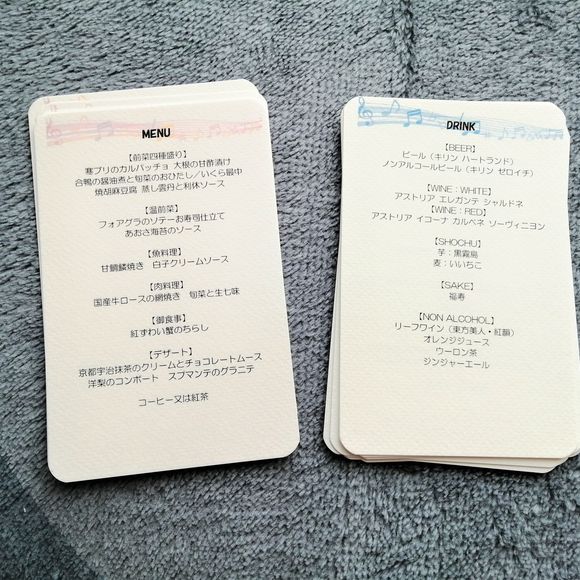 MENU
【前菜四種盛り】
寒ブリのカルパッチョ 大根の甘酢漬け
合鴨の醤油煮と旬菜のおひたし/いくら最中
焼胡麻豆腐 蒸し雲丹と利休ソース
【温前菜】
フォアグラのソテーお寿司仕立て
あおさ海苔のソース
【魚料理】
甘鯛鱗焼き 白子クリームソース
【肉料理】
国産牛ロースの網焼き 旬菜と生七味
【御食事】
紅ずわい蟹のちらし
【デザート】
京都宇治抹茶のクリームとチョコレートムース
洋梨のコンポート スプマンテのグラニテ
コーヒー又は紅茶
DRINK
【BEER】
ビール(キリン ハートランド)
ノンアルコールビール(キリン ゼロイチ)
【WINE:WHITE】
アストリア エレガンテ シャルドネ
【WINE:RED】
アストリア イコーナ カルベネ ソーヴィニヨン
【SHOCHU】
芋:黒霧島
麦:いいちこ
【SAKE】
福寿
【NON ALCOHOL】
リーフワイン(東方美人・紅韻)
オレンジジュース
ウーロン茶
ジンジャーエール